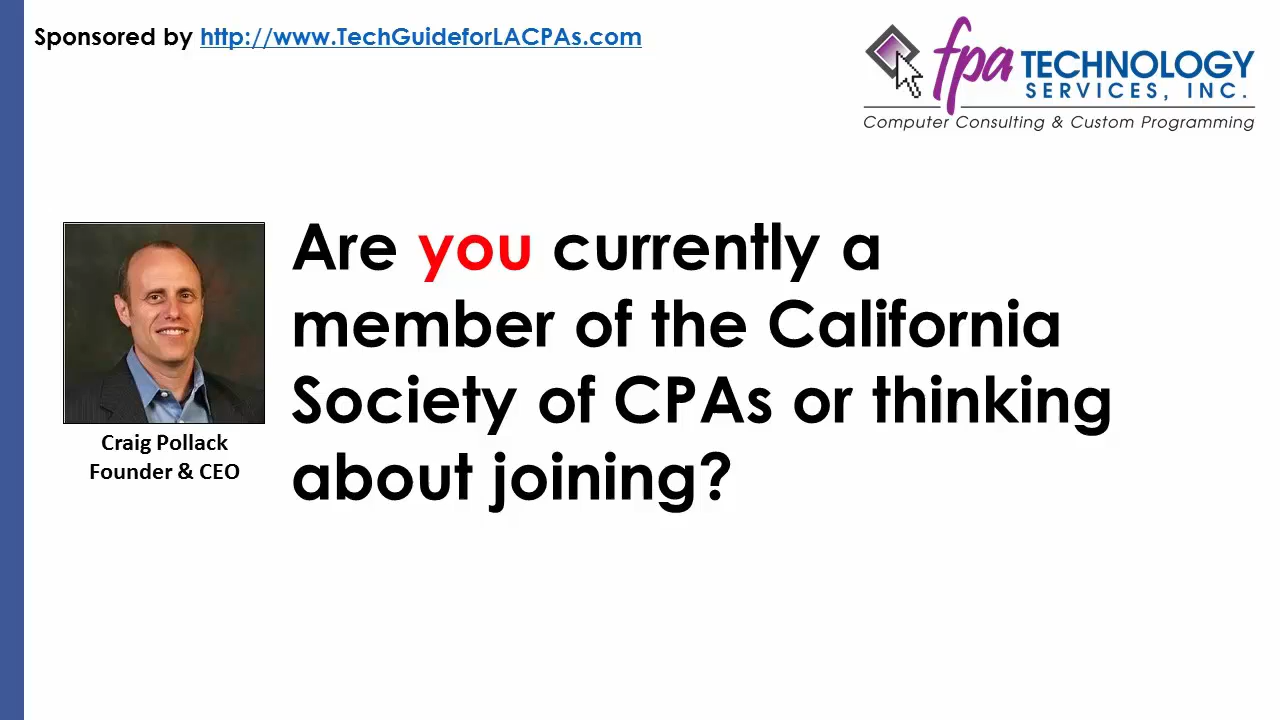 Sponsored by http://www.TechGuideforLACPAs.com
fpa TECHNOLOGY
SERVICES, INC.
Computer Consulting & Custom Programming
Are you currently a
member of the California
Society of CPAs or thinking
about joining?
Craig Pollack
Founder & CEO